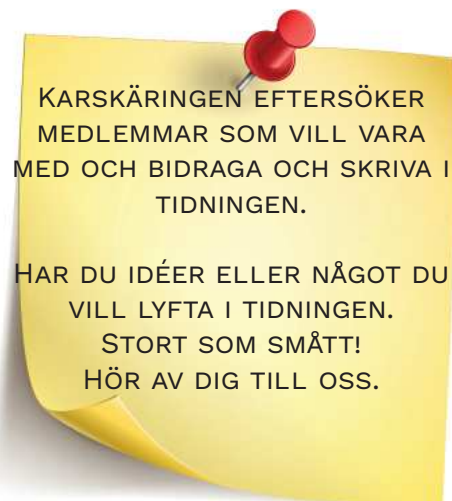 KARSKÄRINGEN EFTERSÖKER
MEDLEMMAR SOM VILL VARA
MED OCH BIDRAGA OCH SKRIVA I
TIDNINGEN.
HAR DU IDÉER ELLER NÅGOT DU
VILL LYFTA I TIDNINGEN.
STORT SOM SMÅTT!
HÖR AV DIG TILL OSS.